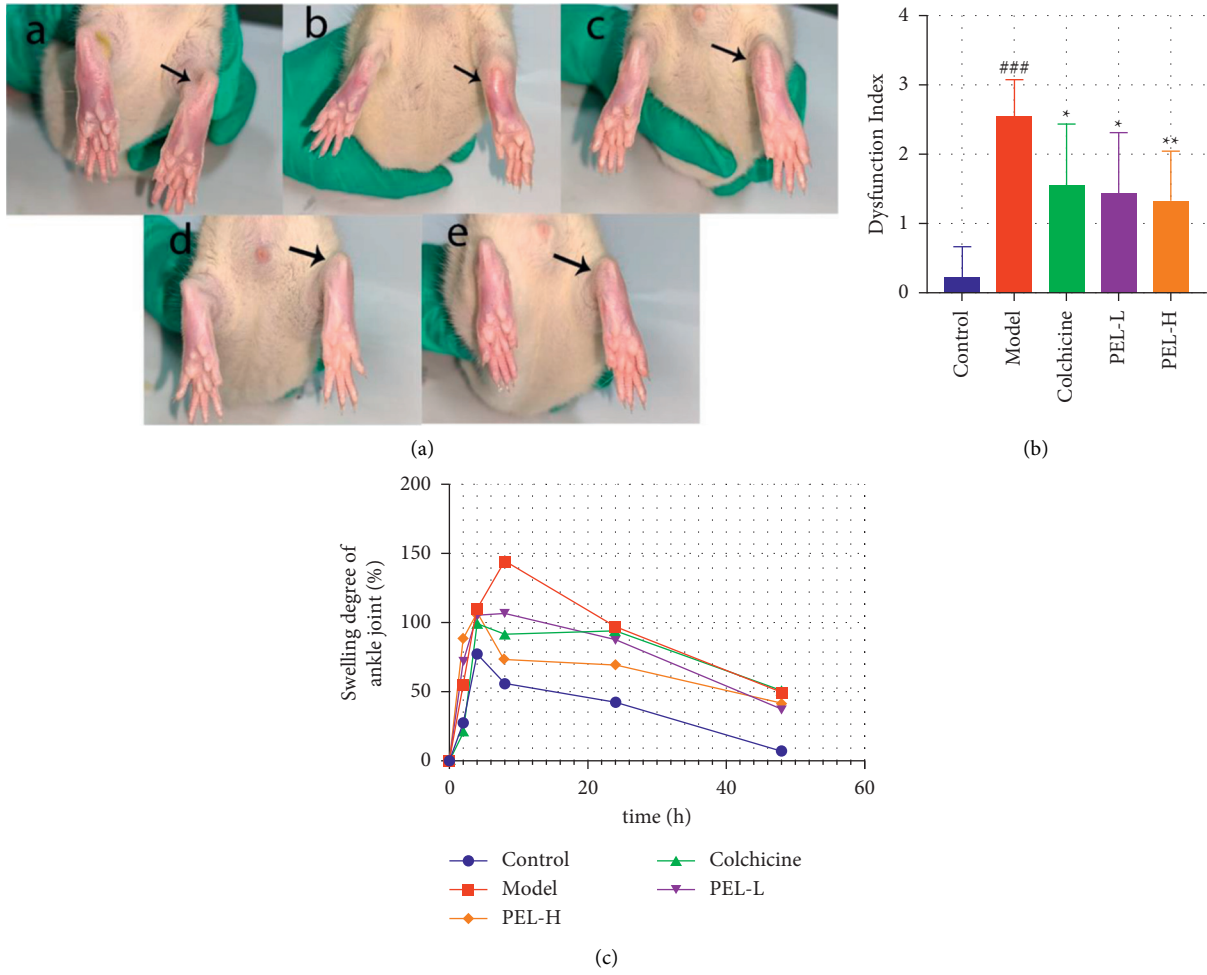 a
b
c
d
e
(a)
Dysfunction Index
4
3
2
1
0
###
*
*
**
Control
Model
Colchicine
PEL-L
PEL-H
(b)
Swelling degree of
ankle joint (%)
200
150
100
50
0
0 20 40 60
time (h)
Control Colchicine
Model PEL-L
PEL-H
(c)